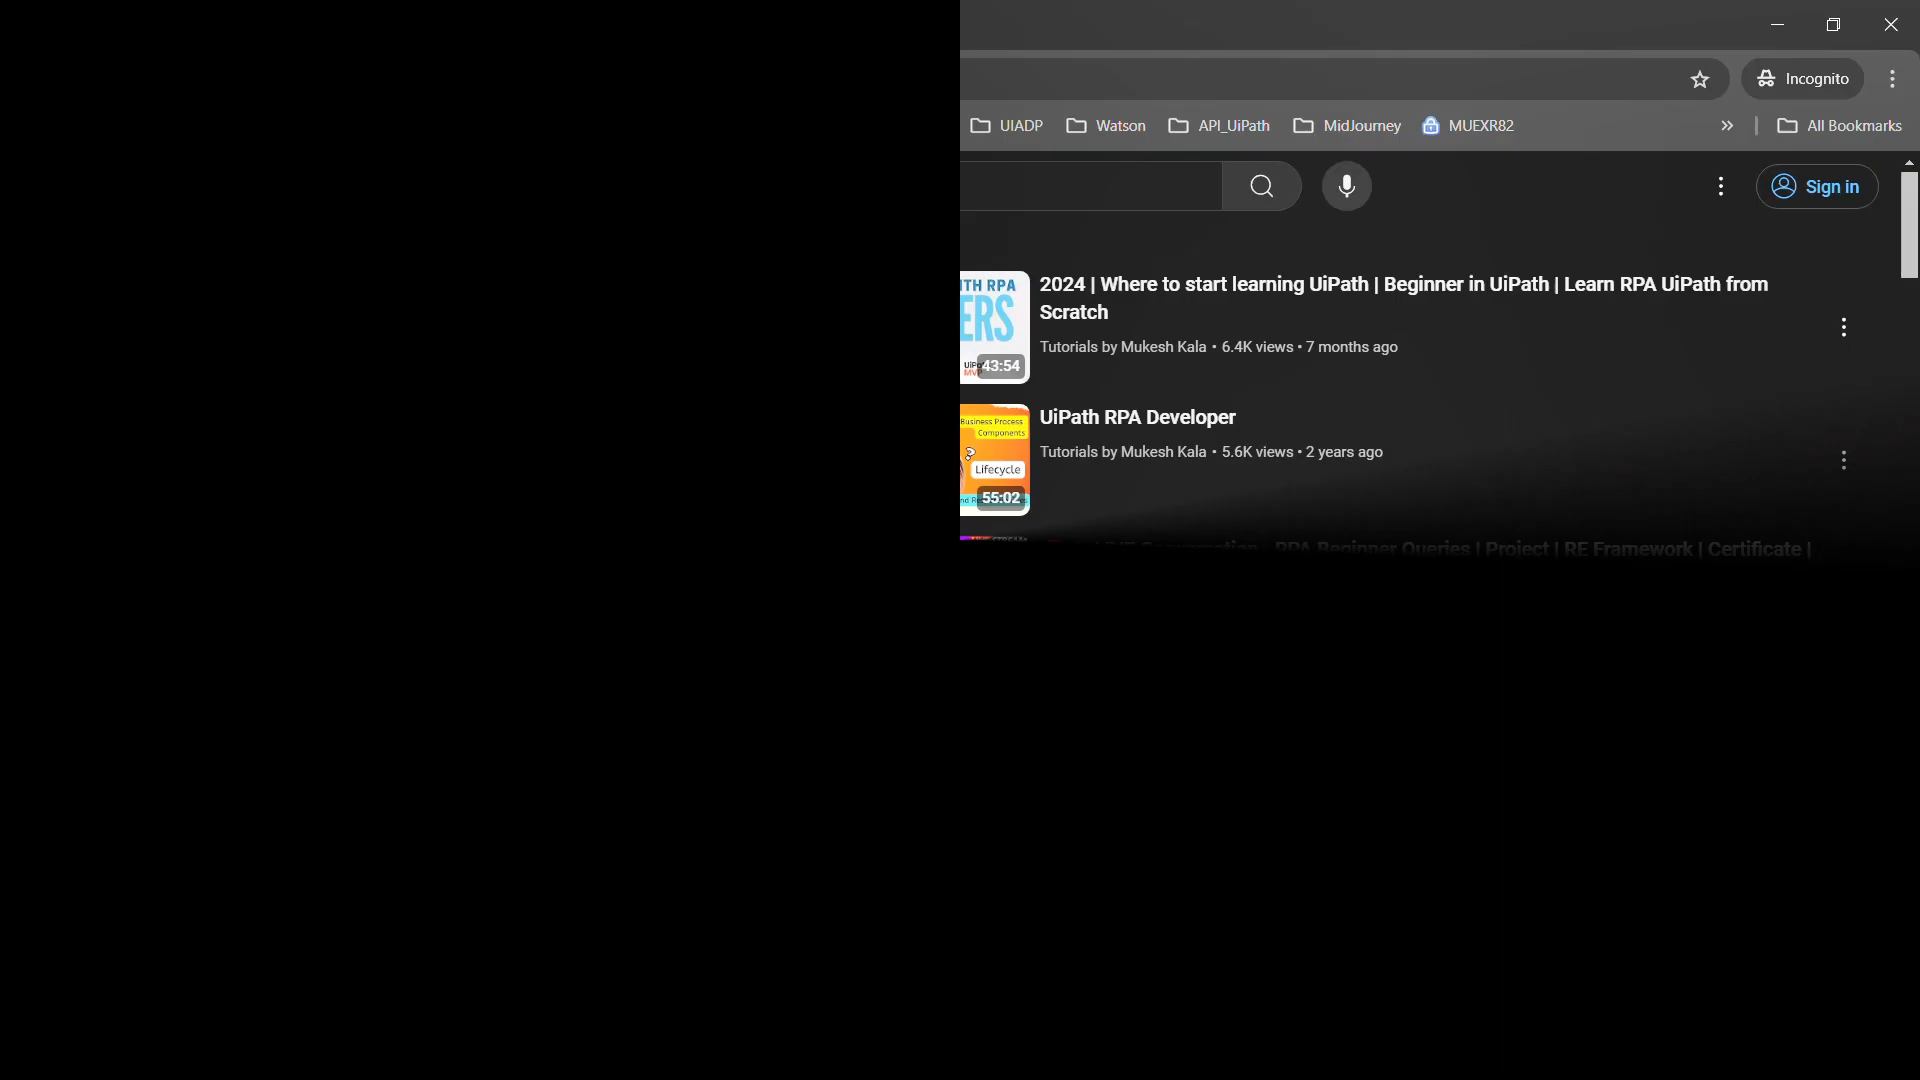 Incognito
UIADP Watson API_UiPath MidJourney MUEXR82 All Bookmarks
Sign in
ITH RPA
ERS
UiPa
MVP
43:54
2024 | Where to start learning UiPath | Beginner in UiPath | Learn RPA UiPath from
Scratch
Tutorials by Mukesh Kala • 6.4K views • 7 months ago
Business Process
Components
?
Lifecycle
55:02
UiPath RPA Developer
Tutorials by Mukesh Kala • 5.6K views • 2 years ago
RPA Beginner Queries | Project | RE Framework | Certificate |